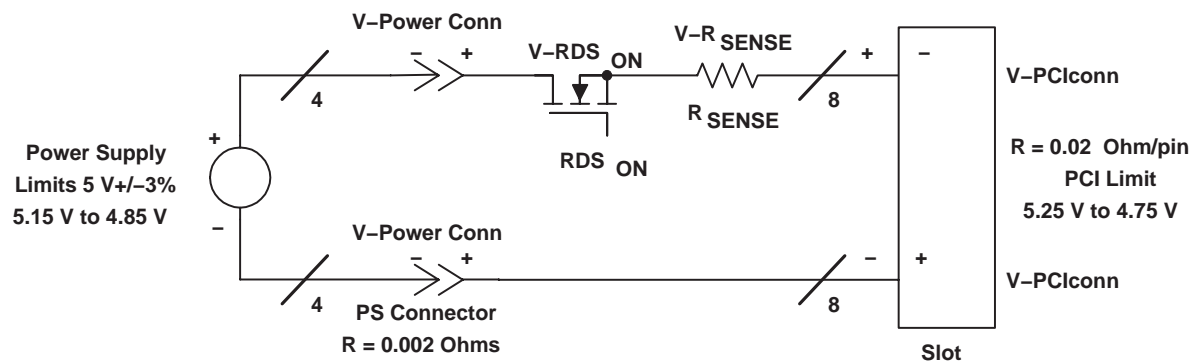 V–Power Conn
– +
V–RDS ON
V–R SENSE
+ –
4
8
V–PCIconn
R SENSE
RDS ON
+
Power Supply
Limits 5 V+/–3%
5.15 V to 4.85 V
–
R = 0.02 Ohm/pin
PCI Limit
5.25 V to 4.75 V
V–Power Conn
– +
– +
4
8
V–PCIconn
PS Connector
R = 0.002 Ohms
Slot